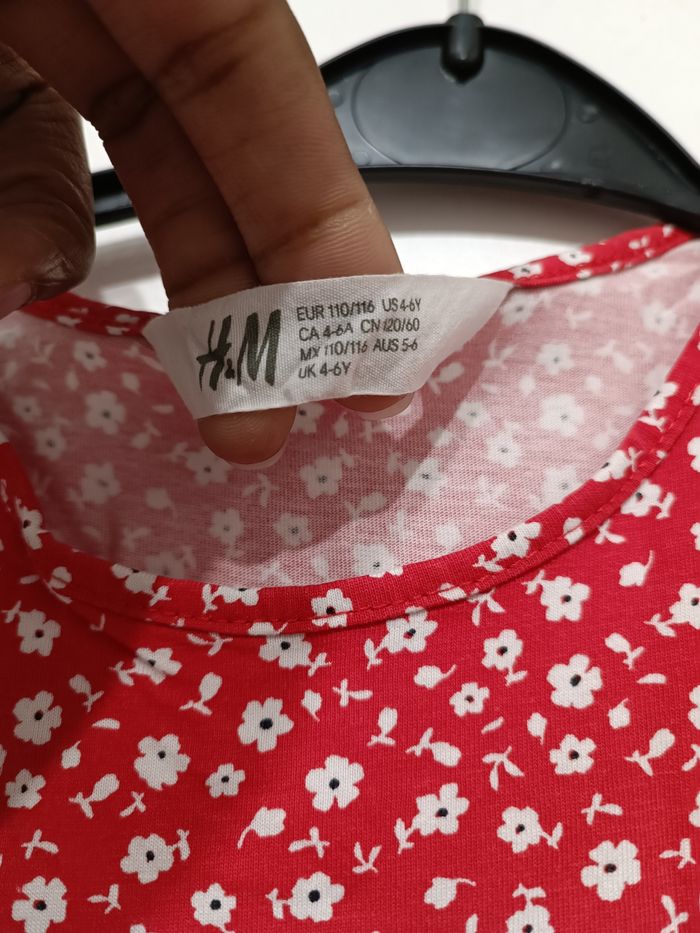 H&M
EUR 110/116 US 4-6Y
CA 4-6A CN 120/60
MX 110/116 AUS 5-6
UK 4-6Y